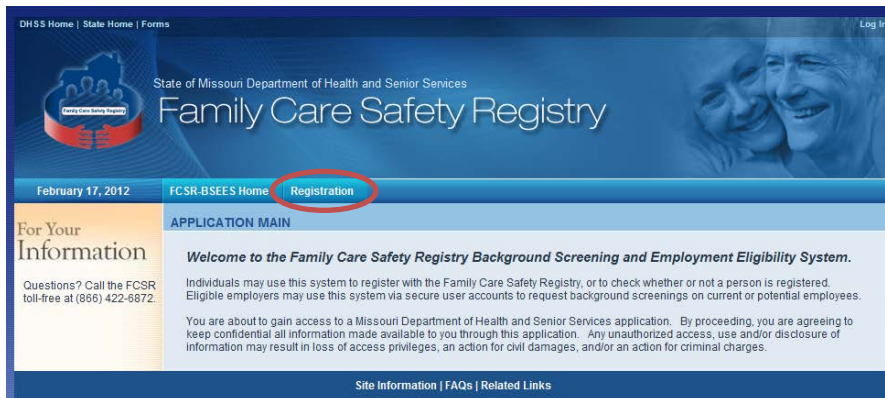 DHSS Home | State Home | Forms
Log In
Family Care Safety Registry
State of Missouri Department of Health and Senior Services
Family Care Safety Registry
February 17, 2012
FCSR-BSEES Home
Registration
For Your
Information
Questions? Call the FCSR
toll-free at (866) 422-6872.
APPLICATION MAIN
Welcome to the Family Care Safety Registry Background Screening and Employment Eligibility System.
Individuals may use this system to register with the Family Care Safety Registry, or to check whether or not a person is registered.
Eligible employers may use this system via secure user accounts to request background screenings on current or potential employees.
You are about to gain access to a Missouri Department of Health and Senior Services application. By proceeding, you are agreeing to
keep confidential all information made available to you through this application. Any unauthorized access, use and/or disclosure of
information may result in loss of access privileges, an action for civil damages, and/or an action for criminal charges.
Site Information | FAQs | Related Links